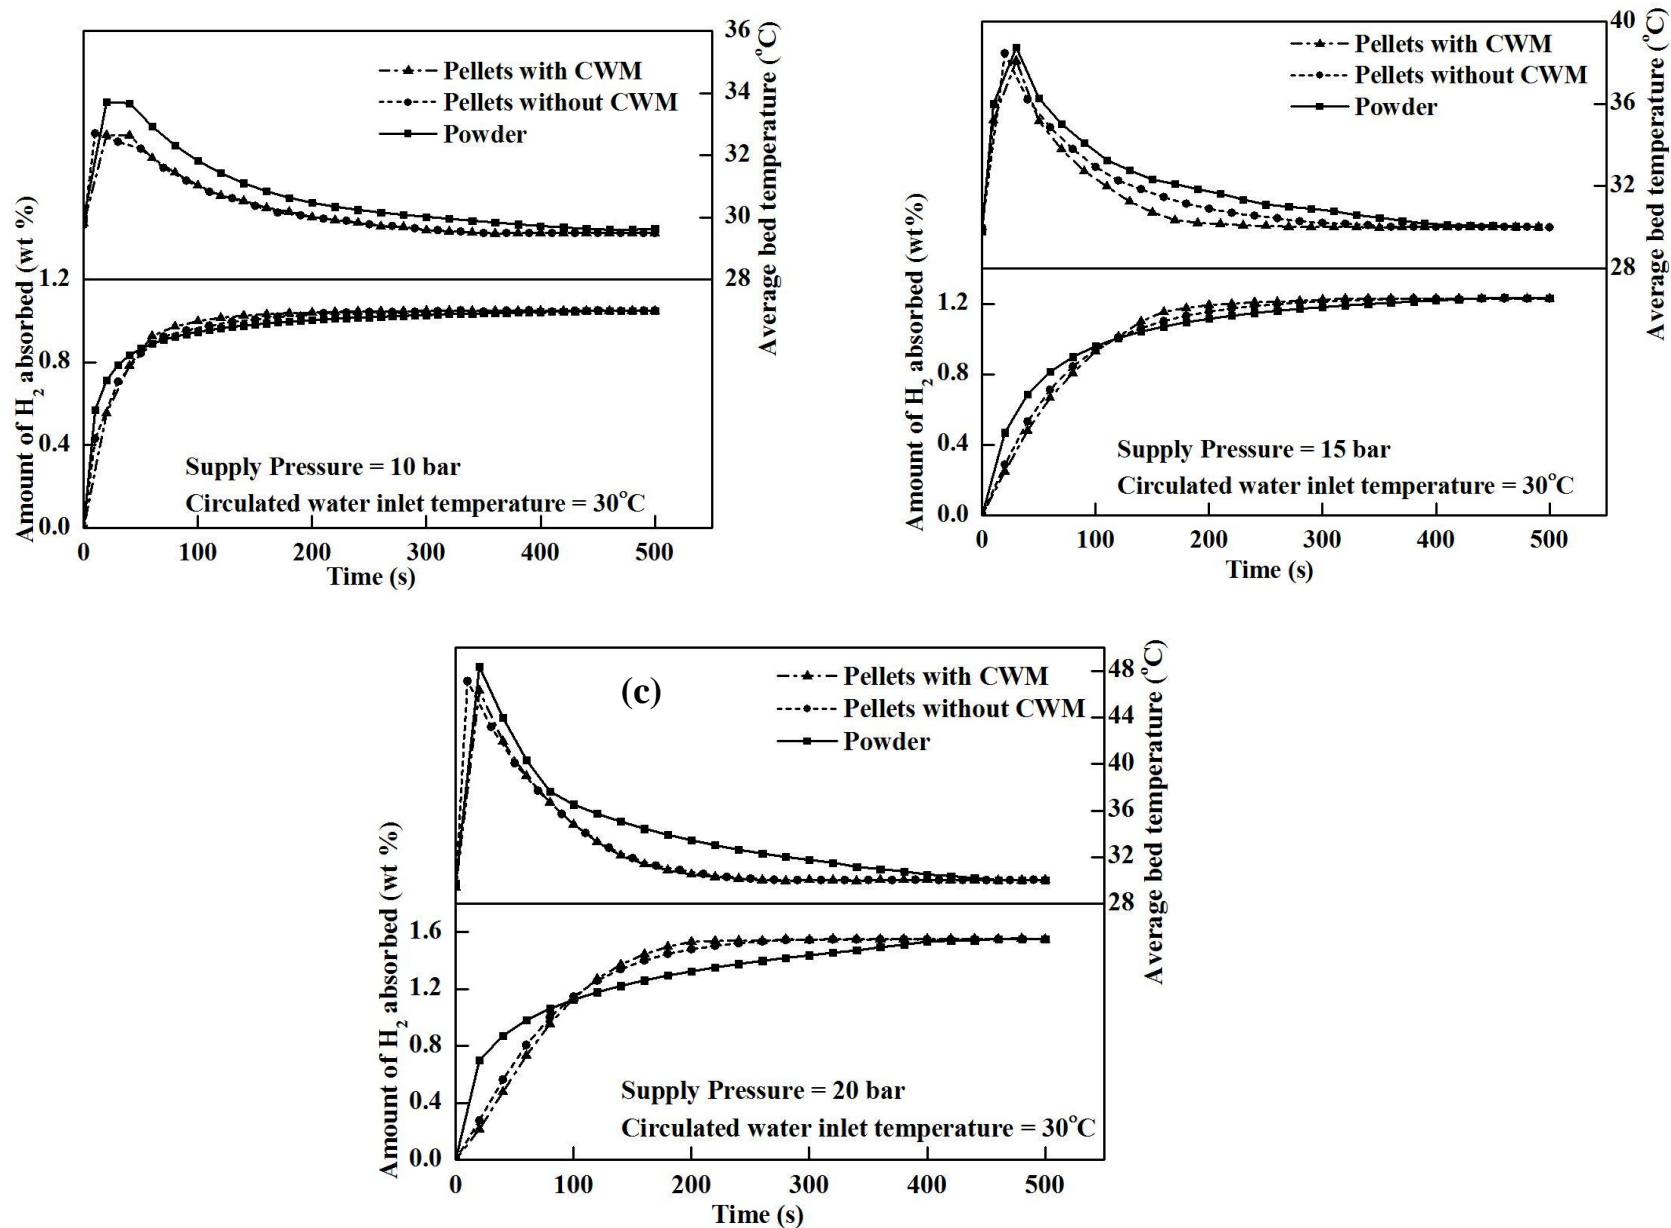 Pellets with CWM
Pellets without CWM
Powder
36
34
32
30
28
Average bed temperature (°C)
Amount of H2 absorbed (wt %)
1.2
0.8
0.4
0.0
Supply Pressure = 10 bar
Circulated water inlet temperature = 30°C
0 100 200 300 400 500
Time (s)
Pellets with CWM
Pellets without CWM
Powder
40
36
32
28
Average bed temperature (°C)
Amount of H2 absorbed (wt%)
1.2
0.8
0.4
0.0
Supply Pressure = 15 bar
Circulated water inlet temperature = 30°C
0 100 200 300 400 500
Time (s)
(c)
Pellets with CWM
Pellets without CWM
Powder
48
44
40
36
32
28
Average bed temperature (°C)
Amount of H2 absorbed (wt %)
1.6
1.2
0.8
0.4
0.0
Supply Pressure = 20 bar
Circulated water inlet temperature = 30°C
0 100 200 300 400 500
Time (s)